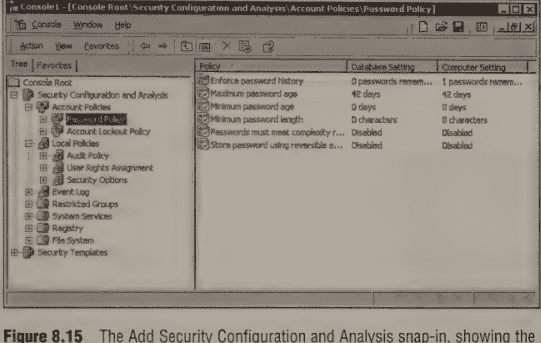 Console1 - [Console Root\Security Configuration and Analysis\Account Policies\Password Policy]
Console Window Help
Action View Favorites
Tree Favorites
Console Root
Security Configuration and Analysis
Account Policies
Password Policy
Account Lockout Policy
Local Policies
Audit Policy
User Rights Assignment
Security Options
Event Log
Restricted Groups
System Services
Registry
File System
Security Templates
Policy Database Setting Computer Setting
Enforce password history 0 passwords remem... 1 passwords remem...
Maximum password age 42 days 42 days
Minimum password age 0 days 0 days
Minimum password length 0 characters 0 characters
Passwords must meet complexity r... Disabled Disabled
Store password using reversible e... Disabled Disabled
Figure 8.15 The Add Security Configuration and Analysis snap-in, showing the